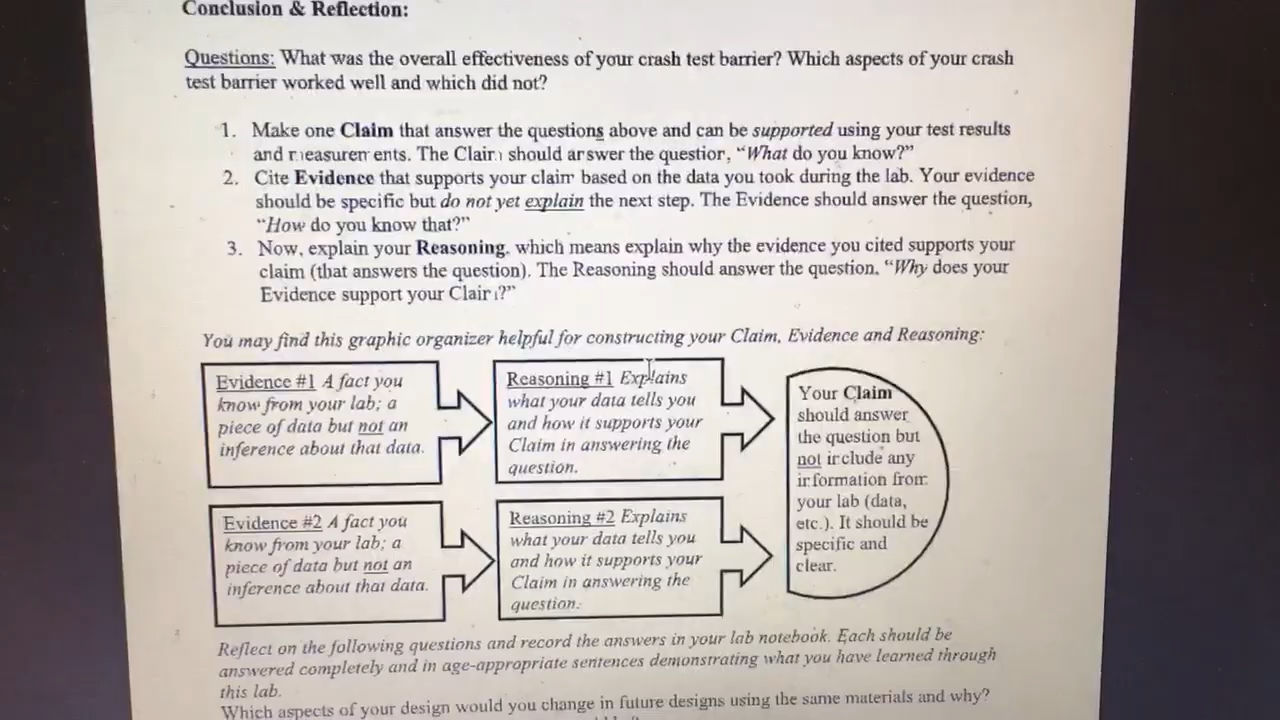 Conclusion & Reflection:
Questions: What was the overall effectiveness of your crash test barrier? Which aspects of your crash
test barrier worked well and which did not?
1. Make one Claim that answer the questions above and can be supported using your test results
and measurements. The Claim should answer the question, “What do you know?”
2. Cite Evidence that supports your claim based on the data you took during the lab. Your evidence
should be specific but do not yet explain the next step. The Evidence should answer the question,
“How do you know that?”
3. Now, explain your Reasoning, which means explain why the evidence you cited supports your
claim (that answers the question). The Reasoning should answer the question, “Why does your
Evidence support your Claim?”
You may find this graphic organizer helpful for constructing your Claim, Evidence and Reasoning:
Evidence #1 A fact you
know from your lab; a
piece of data but not an
inference about that data.
Reasoning #1 Explains
what your data tells you
and how it supports your
Claim in answering the
question.
Evidence #2 A fact you
know from your lab; a
piece of data but not an
inference about that data.
Reasoning #2 Explains
what your data tells you
and how it supports your
Claim in answering the
question.
Your Claim
should answer
the question but
not include any
information from
your lab (data,
etc.). It should be
specific and
clear.
Reflect on the following questions and record the answers in your lab notebook. Each should be
answered completely and in age-appropriate sentences demonstrating what you have learned through
this lab.
Which aspects of your design would you change in future designs using the same materials and why?